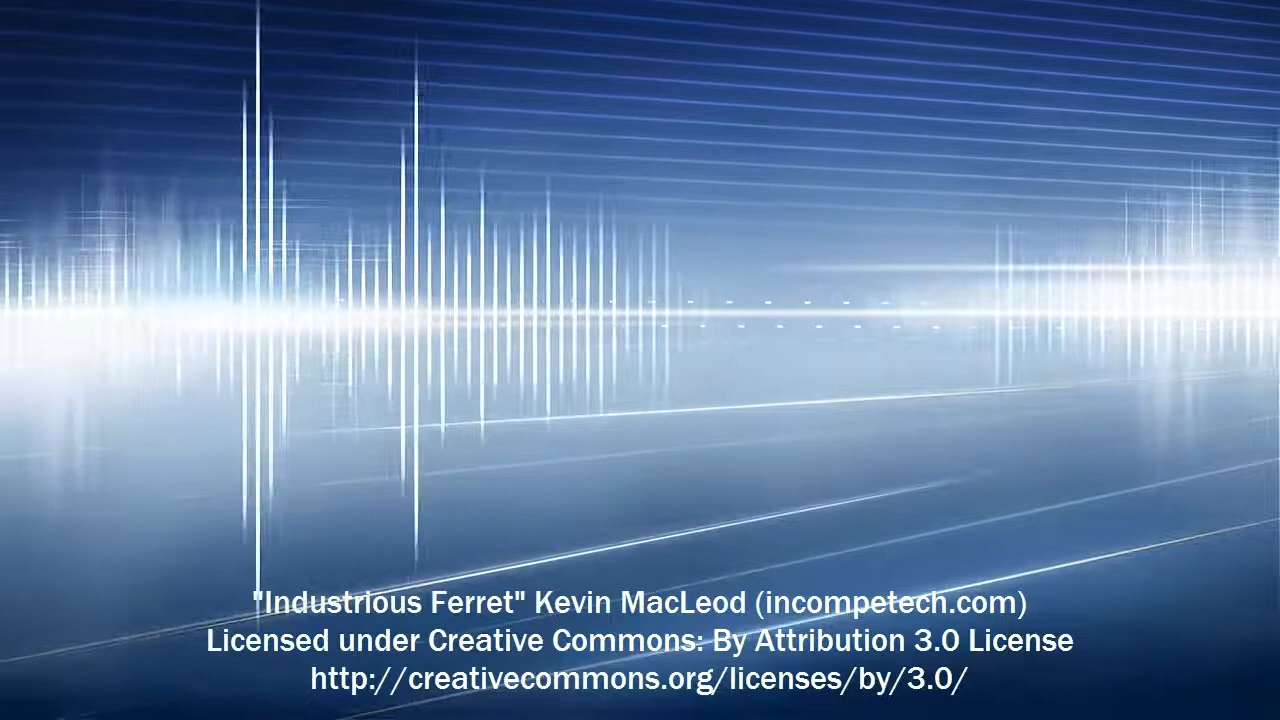 "Industrious Ferret" Kevin MacLeod (incompetech.com)
Licensed under Creative Commons: By Attribution 3.0 License
http://creativecommons.org/licenses/by/3.0/